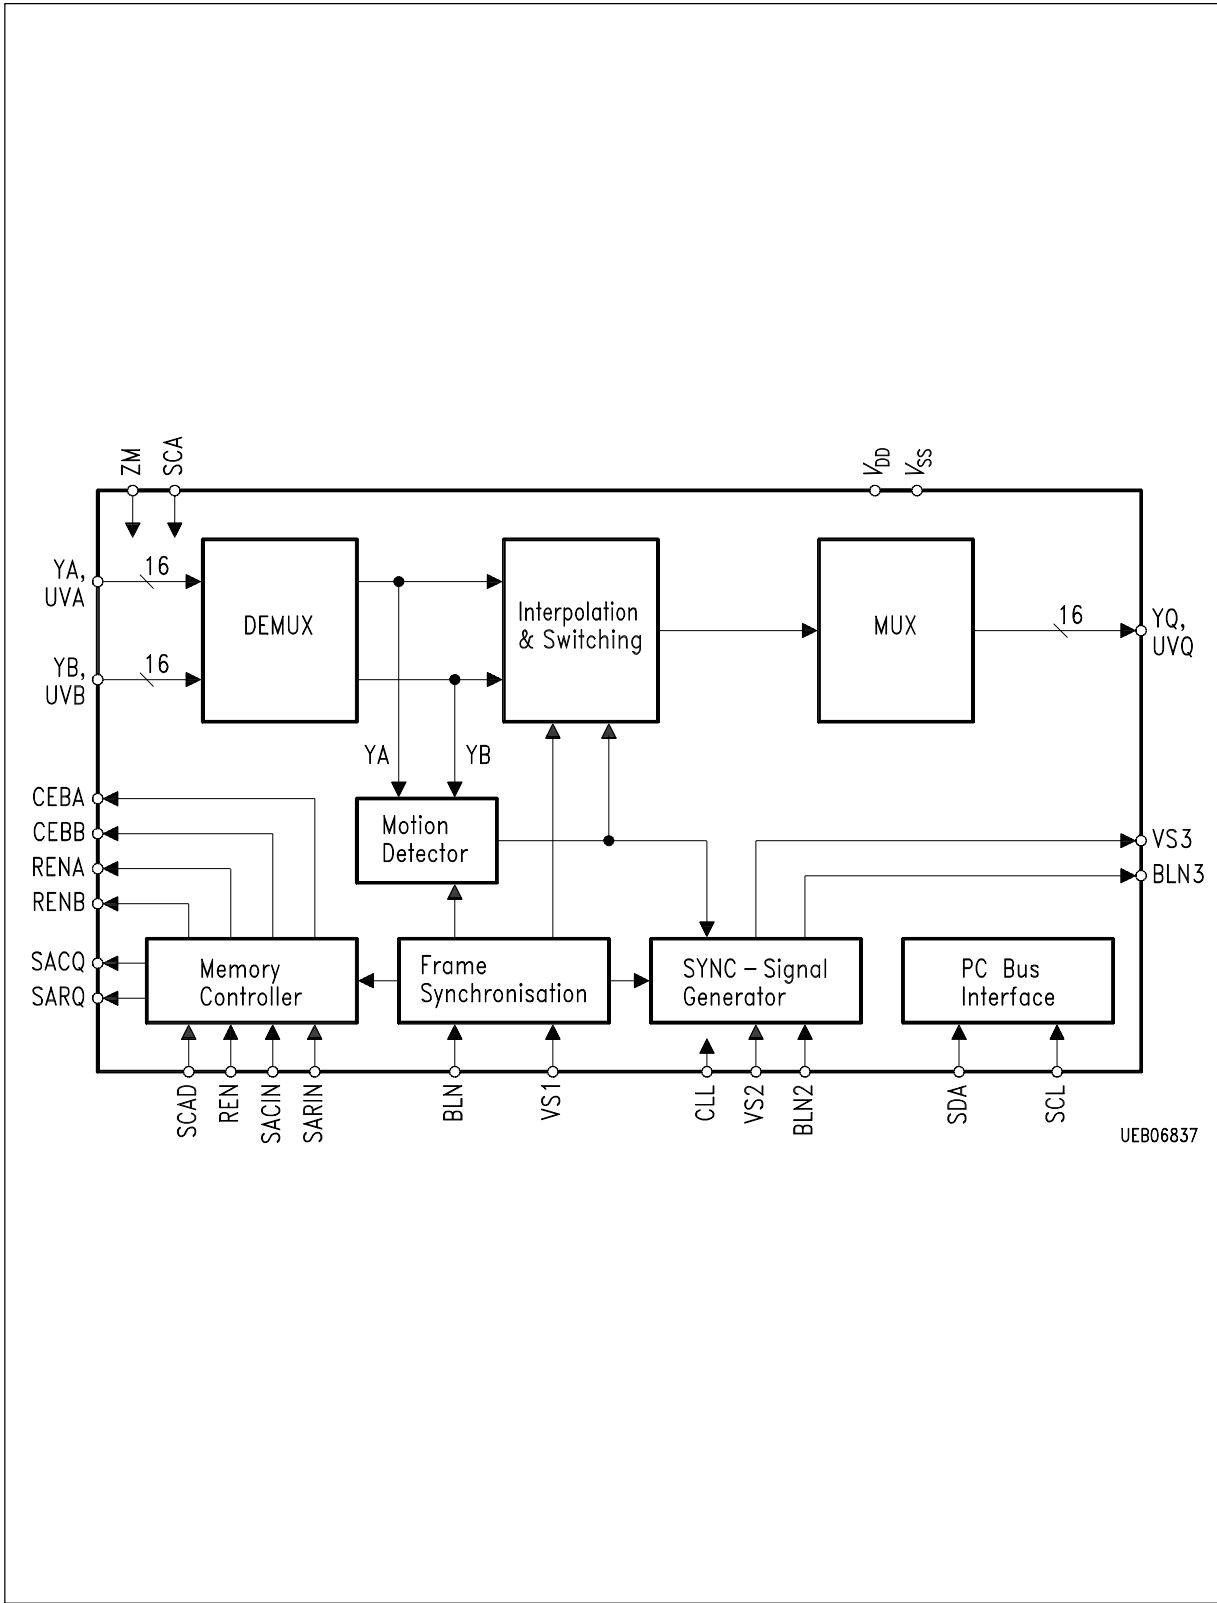 ZM
SCA
VDD
VSS
YA,
UVA
16
DEMUX
Interpolation
& Switching
MUX
16
YQ,
UVQ
YB,
UVB
16
YA
YB
CEBA
CEBB
RENA
RENB
Motion
Detector
VS3
BLN3
SACQ
SARQ
Memory
Controller
Frame
Synchronisation
SYNC – Signal
Generator
PC Bus
Interface
SCAD
REN
SACIN
SARIN
BLN
VS1
CLL
VS2
BLN2
SDA
SCL
UEB06837